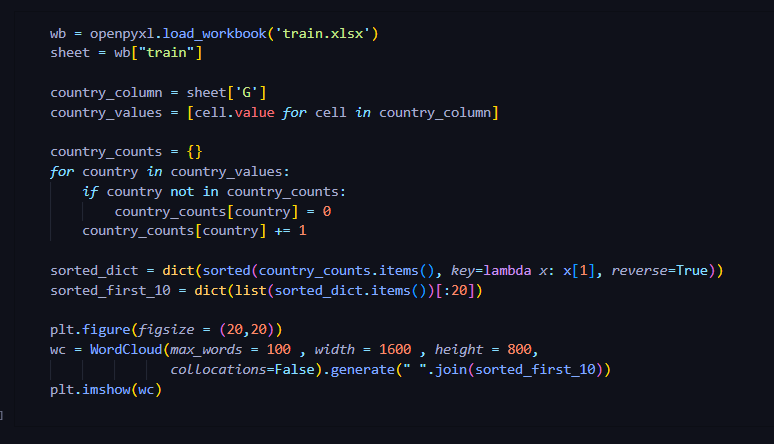 wb = openpyxl.load_workbook('train.xlsx')
sheet = wb["train"]
country_column = sheet['G']
country_values = [cell.value for cell in country_column]
country_counts = {}
for country in country_values:
    if country not in country_counts:
        country_counts[country] = 0
    country_counts[country] += 1
sorted_dict = dict(sorted(country_counts.items(), key=lambda x: x[1], reverse=True))
sorted_first_10 = dict(list(sorted_dict.items())[:20])
plt.figure(figsize = (20,20))
wc = WordCloud(max_words = 100 , width = 1600 , height = 800,
               collocations=False).generate(" ".join(sorted_first_10))
plt.imshow(wc)
]